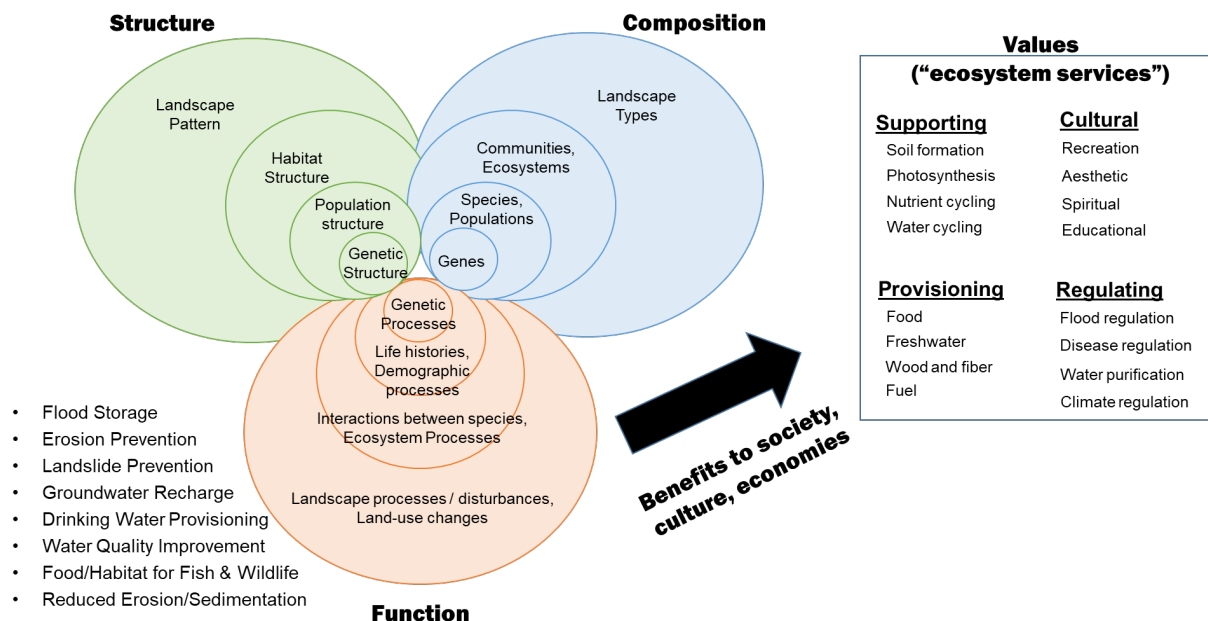 Structure
Landscape
Pattern
Habitat
Structure
Population
structure
Genetic
Structure
Composition
Landscape
Types
Communities,
Ecosystems
Species,
Populations
Genes
Genetic
Processes
Life histories,
Demographic
processes
Interactions between species,
Ecosystem Processes
Landscape processes / disturbances,
Land-use changes
Function
• Flood Storage
• Erosion Prevention
• Landslide Prevention
• Groundwater Recharge
• Drinking Water Provisioning
• Water Quality Improvement
• Food/Habitat for Fish & Wildlife
• Reduced Erosion/Sedimentation
Benefits to society,
culture, economies
Values
(“ecosystem services”)
Supporting
Soil formation
Photosynthesis
Nutrient cycling
Water cycling
Cultural
Recreation
Aesthetic
Spiritual
Educational
Provisioning
Food
Freshwater
Wood and fiber
Fuel
Regulating
Flood regulation
Disease regulation
Water purification
Climate regulation